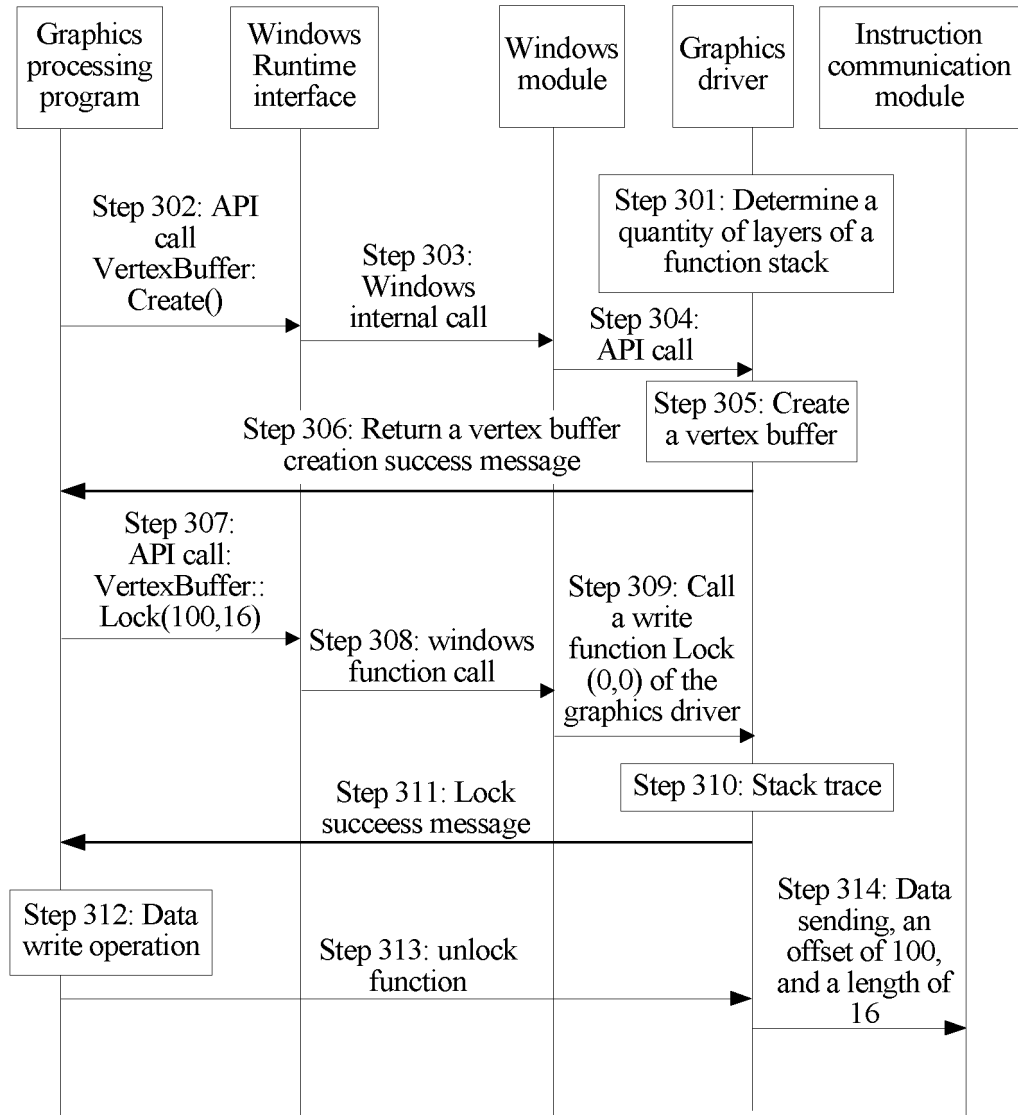 Graphics
processing
program
Windows
Runtime
interface
Windows
module
Graphics
driver
Instruction
communication
module
Step 301: Determine a
quantity of layers of a
function stack
Step 302: API
call
VertexBuffer:
Create()
Step 303:
Windows
internal call
Step 304:
API call
Step 305: Create
a vertex buffer
Step 306: Return a vertex buffer
creation success message
Step 307:
API call:
VertexBuffer::
Lock(100,16)
Step 308: windows
function call
Step 309: Call
a write
function Lock
(0,0) of the
graphics driver
Step 310: Stack trace
Step 311: Lock
succeess message
Step 312: Data
write operation
Step 313: unlock
function
Step 314: Data
sending, an
offset of 100,
and a length of
16